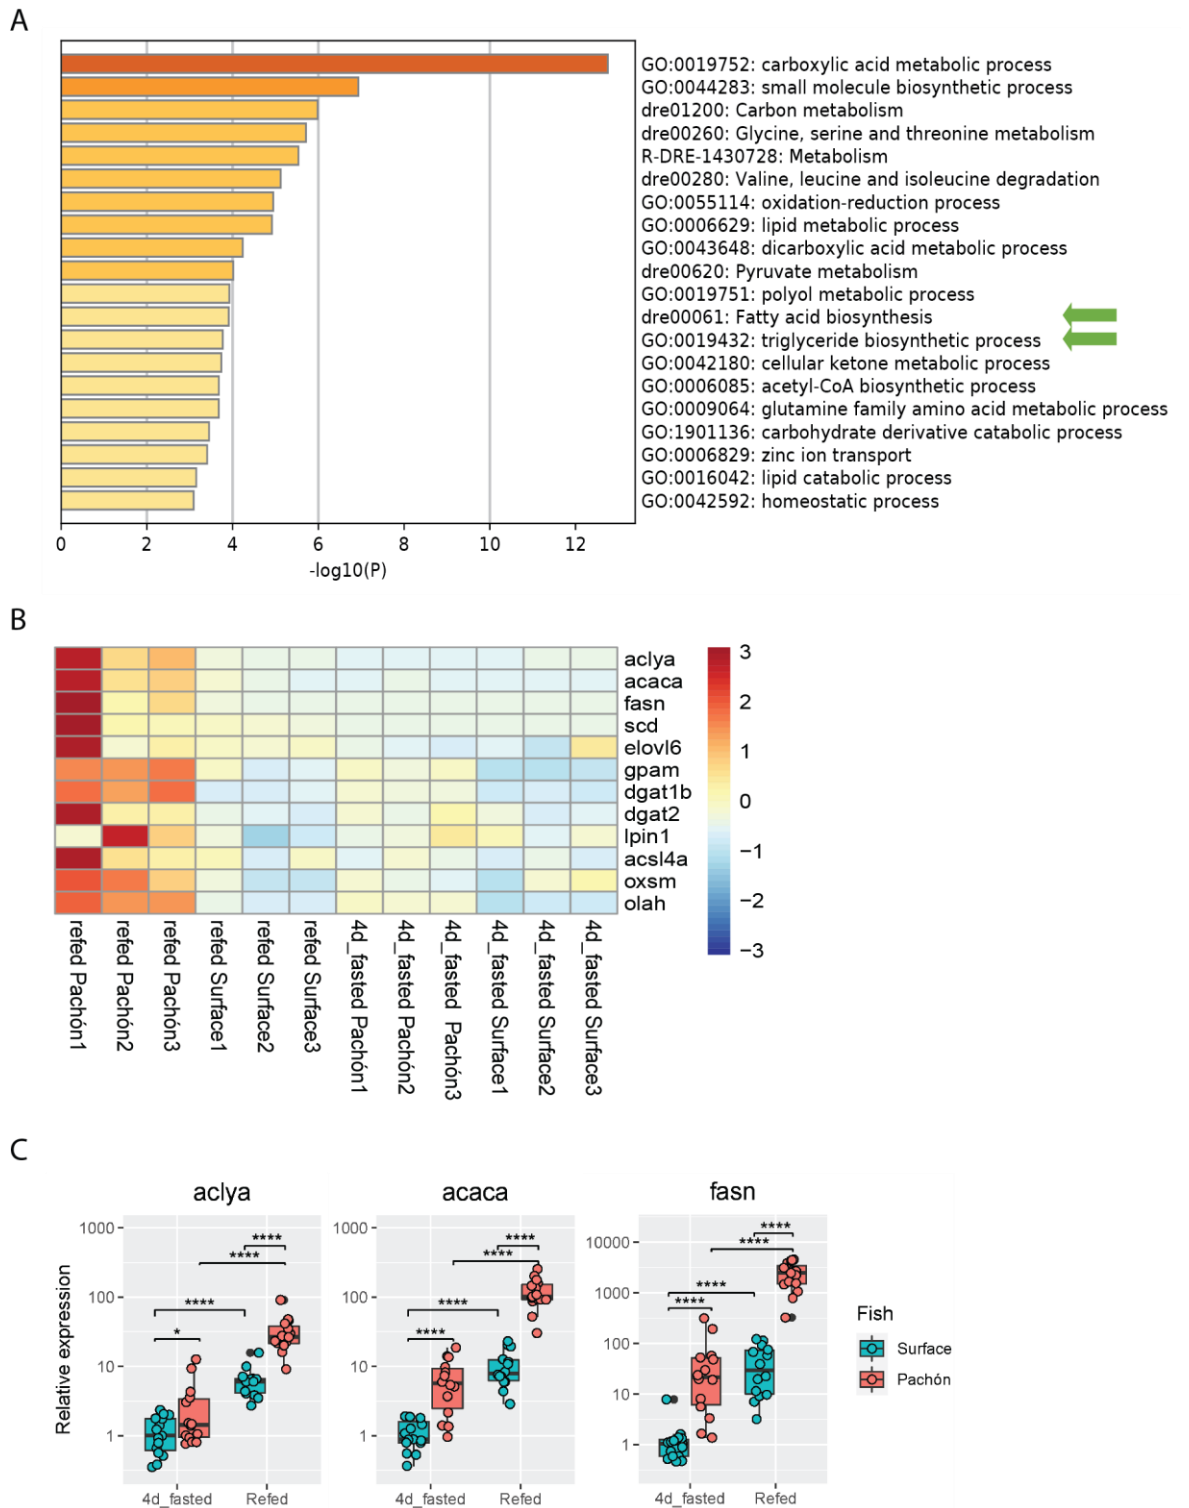 A
GO:0019752: carboxylic acid metabolic process
GO:0044283: small molecule biosynthetic process
dre01200: Carbon metabolism
dre00260: Glycine, serine and threonine metabolism
R-DRE-1430728: Metabolism
dre00280: Valine, leucine and isoleucine degradation
GO:0055114: oxidation-reduction process
GO:0006629: lipid metabolic process
GO:0043648: dicarboxylic acid metabolic process
dre00620: Pyruvate metabolism
GO:0019751: polyol metabolic process
dre00061: Fatty acid biosynthesis
GO:0019432: triglyceride biosynthetic process
GO:0042180: cellular ketone metabolic process
GO:0006085: acetyl-CoA biosynthetic process
GO:0009064: glutamine family amino acid metabolic process
GO:1901136: carbohydrate derivative catabolic process
GO:0006829: zinc ion transport
GO:0016042: lipid catabolic process
GO:0042592: homeostatic process
0 2 4 6 8 10 12
-log10(P)
B
aclya
acaca
fasn
scd
elovl6
gpam
dgat1b
dgat2
lpin1
acsl4a
oxsm
olah
3
2
1
0
−1
−2
−3
refed Pachón1
refed Pachón2
refed Pachón3
refed Surface1
refed Surface2
refed Surface3
4d_fasted Pachón1
4d_fasted Pachón2
4d_fasted Pachón3
4d_fasted Surface1
4d_fasted Surface2
4d_fasted Surface3
C
aclya
Relative expression
1000
100
10
1
****
****
****
*
4d_fasted Refed
acaca
1000
100
10
1
****
****
****
****
4d_fasted Refed
fasn
10000
1000
100
10
1
****
****
****
****
4d_fasted Refed
Fish
Surface
Pachón